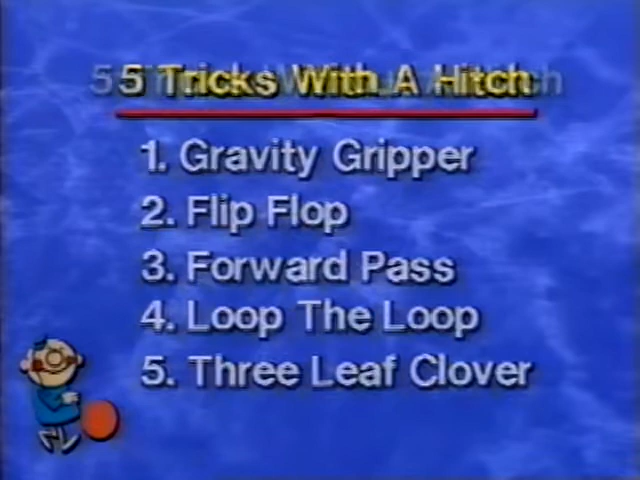 5 Tricks With A Hitch
1. Gravity Gripper
2. Flip Flop
3. Forward Pass
4. Loop The Loop
5. Three Leaf Clover